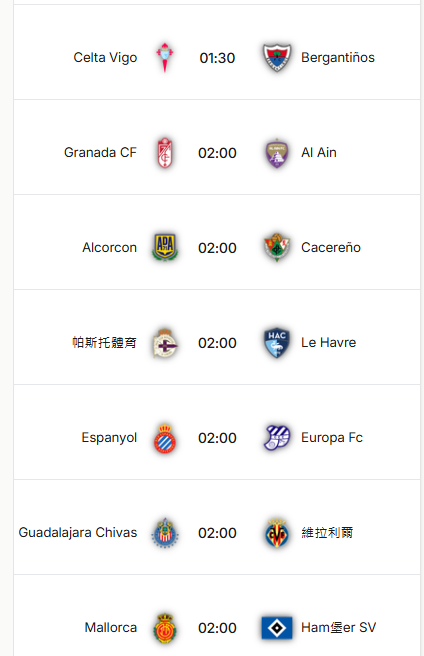 Celta Vigo 01:30 Bergantiños
Granada CF 02:00 Al Ain
Alcorcon 02:00 Cacereño
帕斯托體育 02:00 HAC Le Havre
Espanyol 02:00 Europa Fc
Guadalajara Chivas 02:00 維拉利爾
Mallorca 02:00 Ham堡er SV